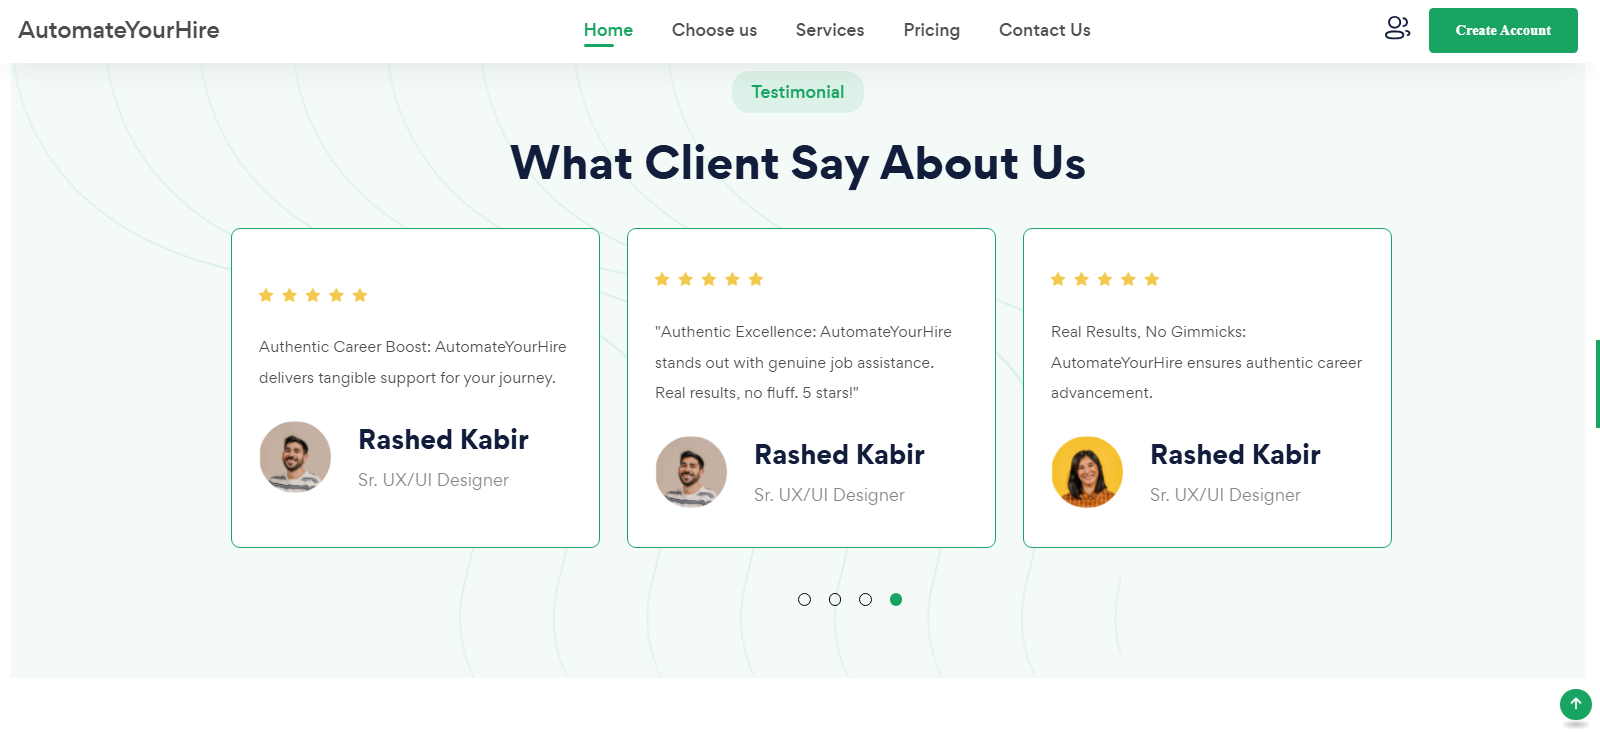 AutomateYourHire
Home
Choose us
Services
Pricing
Contact Us
Create Account
Testimonial
What Client Say About Us
Authentic Career Boost: AutomateYourHire
delivers tangible support for your journey.
Rashed Kabir
Sr. UX/UI Designer
"Authentic Excellence: AutomateYourHire
stands out with genuine job assistance.
Real results, no fluff. 5 stars!"
Rashed Kabir
Sr. UX/UI Designer
Real Results, No Gimmicks:
AutomateYourHire ensures authentic career
advancement.
Rashed Kabir
Sr. UX/UI Designer